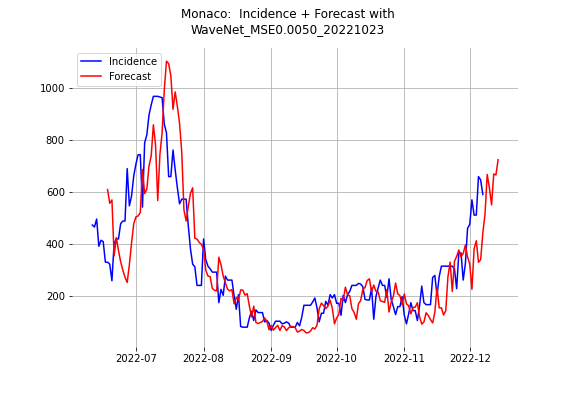 Monaco:  Incidence + Forecast with
WaveNet_MSE0.0050_20221023
Incidence
Forecast
1000
800
600
400
200
2022-07
2022-08
2022-09
2022-10
2022-11
2022-12